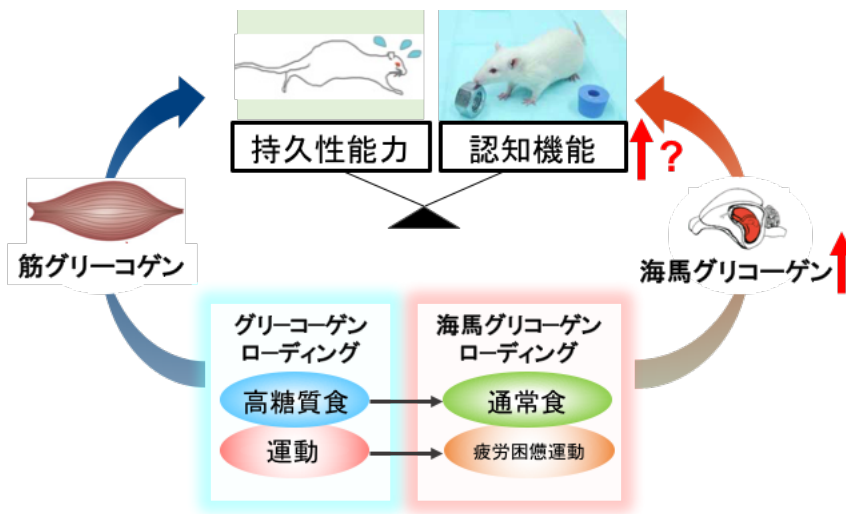 持久性能力
認知機能
?
筋グリーコゲン
海馬グリコーゲン
グリーコーゲン
ローディング
海馬グリコーゲン
ローディング
高糖質食
通常食
運動
疲労困憊運動